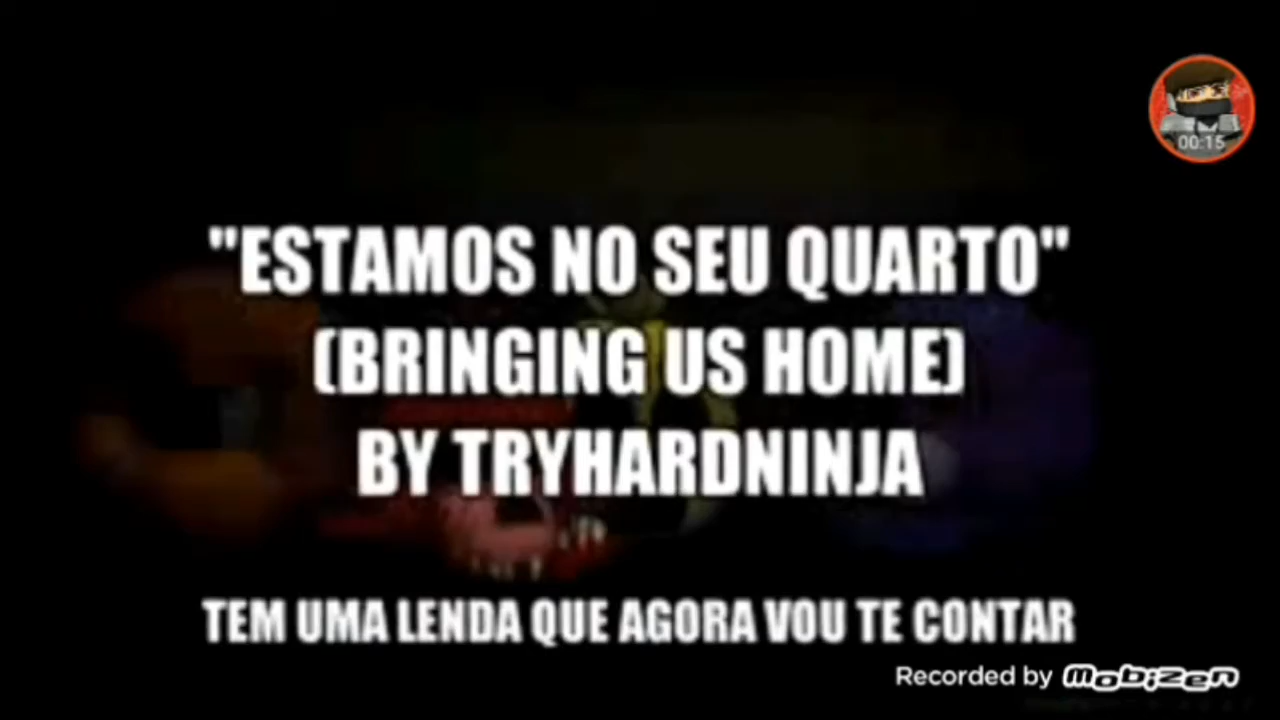 00:15
"ESTAMOS NO SEU QUARTO"
(BRINGING US HOME)
BY TRYHARDNINJA
TEM UMA LENDA QUE AGORA VOU TE CONTAR
Recorded by mobizen